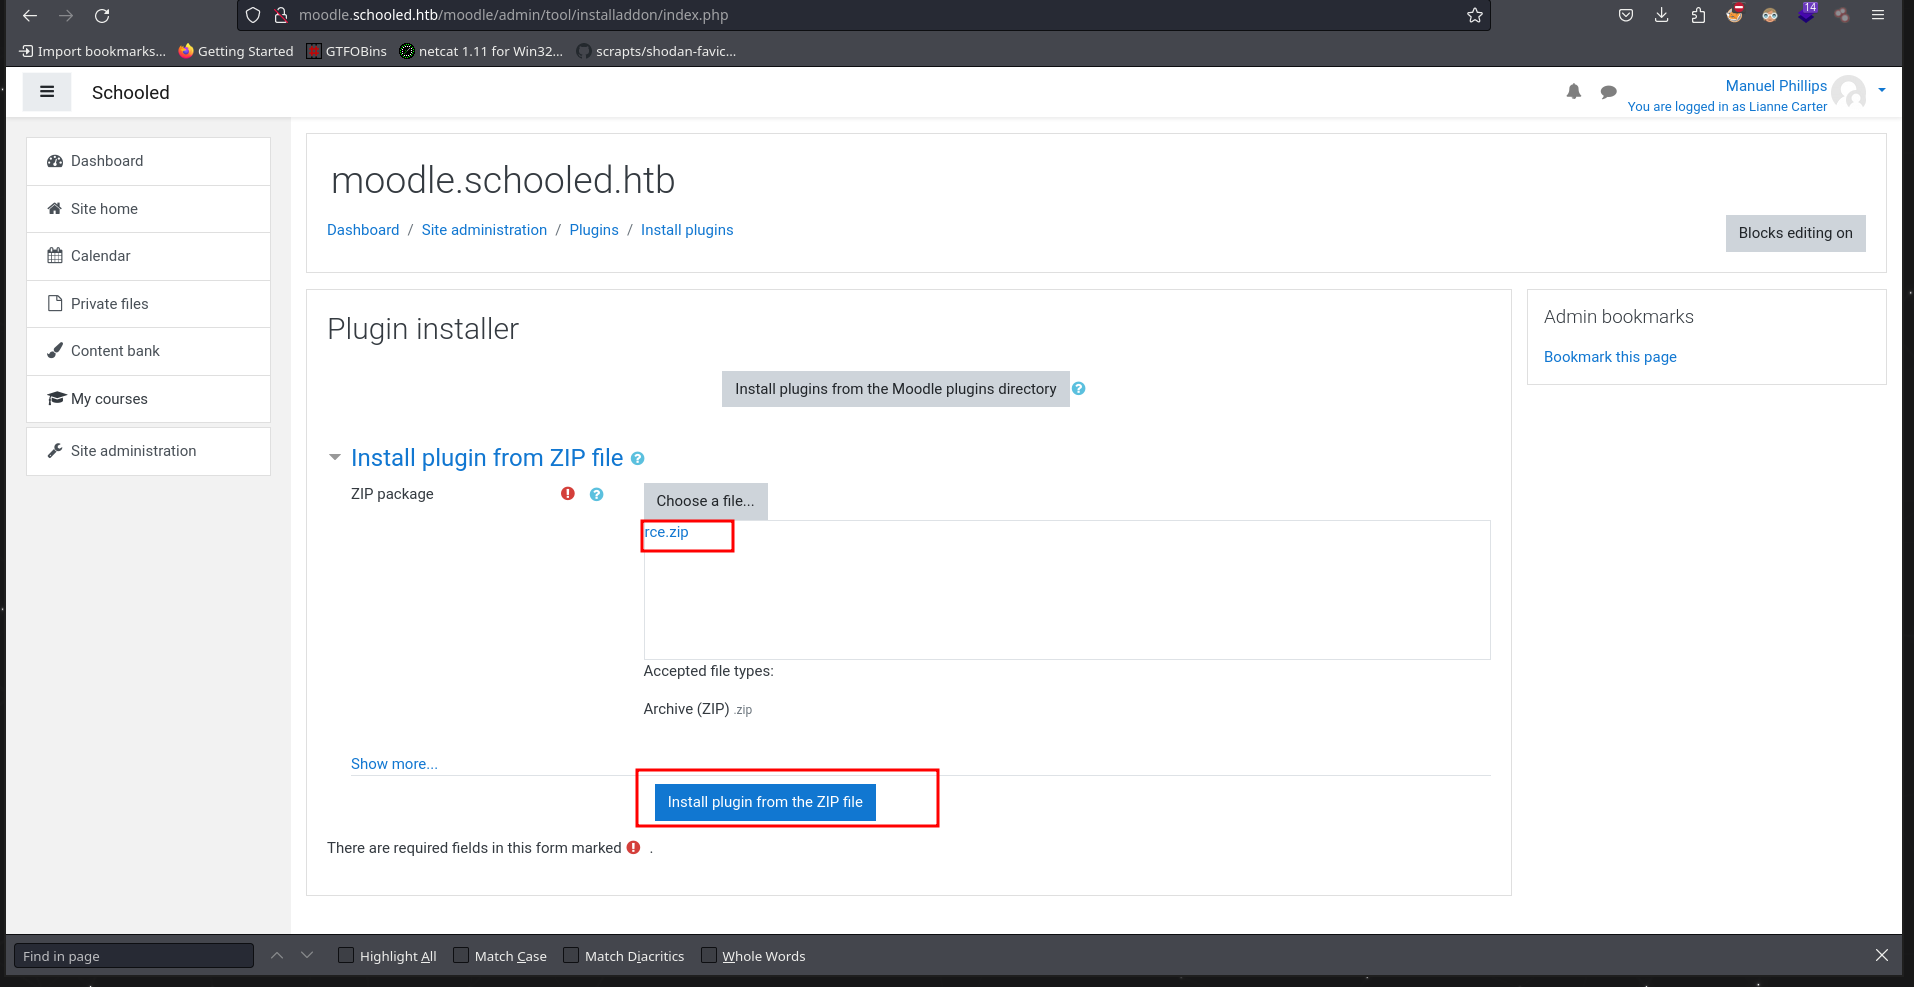 moodle.schooled.htb/moodle/admin/tool/installaddon/index.php
14
Import bookmarks... Getting Started GTFOBins netcat 1.11 for Win32... scrapts/shodan-favic...
Schooled
Manuel Phillips
You are logged in as Lianne Carter
Dashboard
Site home
Calendar
Private files
Content bank
My courses
Site administration
moodle.schooled.htb
Dashboard / Site administration / Plugins / Install plugins
Blocks editing on
Plugin installer
Install plugins from the Moodle plugins directory
Install plugin from ZIP file
ZIP package
Choose a file...
rce.zip
Accepted file types:
Archive (ZIP) .zip
Show more...
Install plugin from the ZIP file
There are required fields in this form marked .
Admin bookmarks
Bookmark this page
Find in page Highlight All Match Case Match Diacritics Whole Words